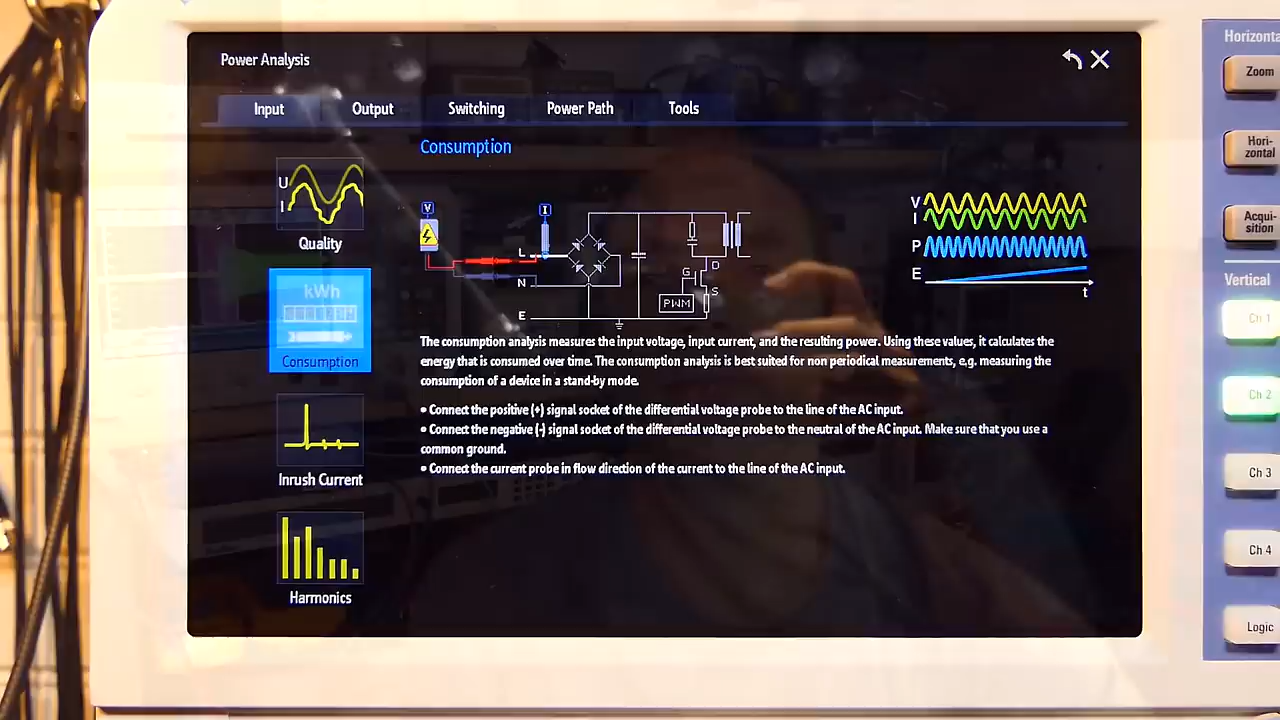 Power Analysis
Horizonta
Zoom
Hori-
zontal
Acqui-
sition
Vertical
Ch 1
Ch 2
Ch 3
Ch 4
Logic
Input
Output
Switching
Power Path
Tools
U
I
Quality
kWh
Consumption
Inrush Current
Harmonics
Consumption
V
I
L
N
E
G
D
S
PWM
V
I
P
E
t
The consumption analysis measures the input voltage, input current, and the resulting power. Using these values, it calculates the
energy that is consumed over time. The consumption analysis is best suited for non periodical measurements, e.g. measuring the
consumption of a device in a stand-by mode.
• Connect the positive (+) signal socket of the differential voltage probe to the line of the AC input.
• Connect the negative (-) signal socket of the differential voltage probe to the neutral of the AC input. Make sure that you use a
common ground.
• Connect the current probe in flow direction of the current to the line of the AC input.